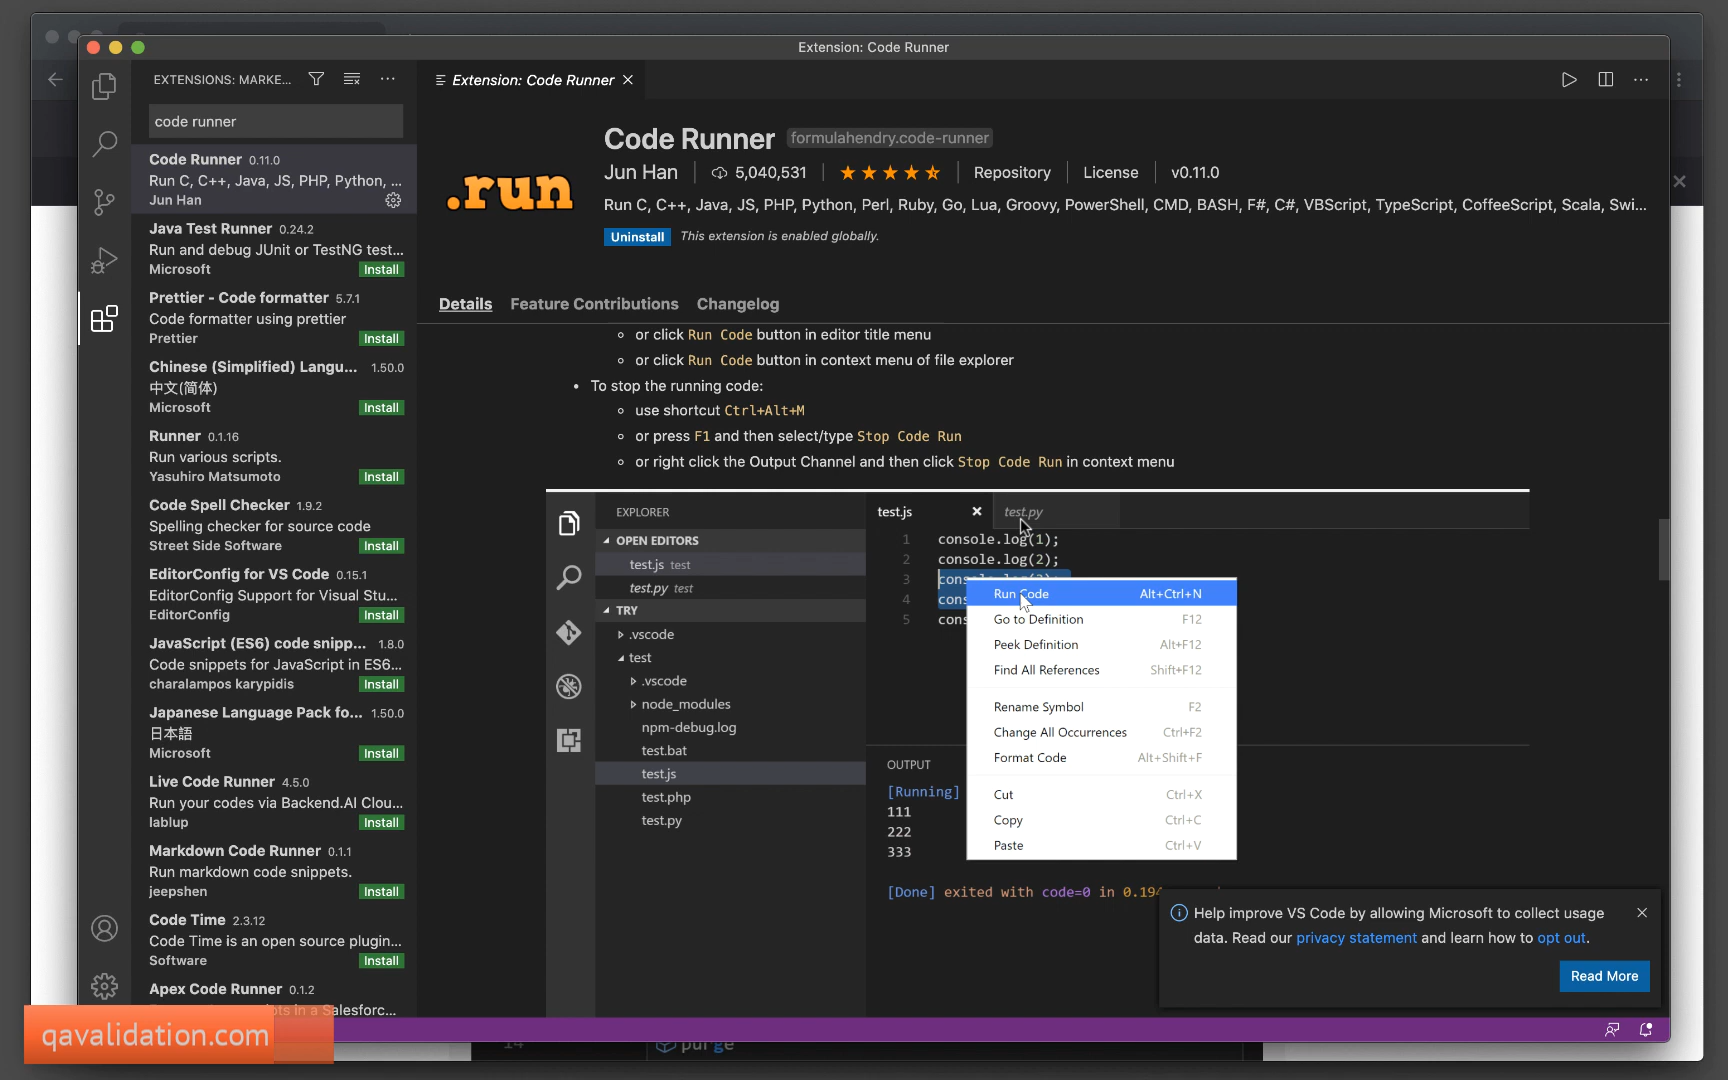 Extension: Code Runner
EXTENSIONS: MARKE...
Extension: Code Runner
code runner
Code Runner 0.11.0
Run C, C++, Java, JS, PHP, Python, ...
Jun Han
Java Test Runner 0.24.2
Run and debug JUnit or TestNG test...
Microsoft
Install
Prettier - Code formatter 5.7.1
Code formatter using prettier
Prettier
Install
Chinese (Simplified) Langu... 1.50.0
中文(简体)
Microsoft
Install
Runner 0.1.16
Run various scripts.
Yasuhiro Matsumoto
Install
Code Spell Checker 1.9.2
Spelling checker for source code
Street Side Software
Install
EditorConfig for VS Code 0.15.1
EditorConfig Support for Visual Stu...
EditorConfig
Install
JavaScript (ES6) code snipp... 1.8.0
Code snippets for JavaScript in ES6...
charalampos karypidis
Install
Japanese Language Pack fo... 1.50.0
日本語
Microsoft
Install
Live Code Runner 4.5.0
Run your codes via Backend.AI Clou...
lablup
Install
Markdown Code Runner 0.1.1
Run markdown code snippets.
jeepshen
Install
Code Time 2.3.12
Code Time is an open source plugin...
Software
Install
Apex Code Runner 0.1.2
.run
Code Runner formulahendry.code-runner
Jun Han 5,040,531 Repository License v0.11.0
Run C, C++, Java, JS, PHP, Python, Perl, Ruby, Go, Lua, Groovy, PowerShell, CMD, BASH, F#, C#, VBScript, TypeScript, CoffeeScript, Scala, Swi...
Uninstall This extension is enabled globally.
Details Feature Contributions Changelog
or click Run Code button in editor title menu
or click Run Code button in context menu of file explorer
To stop the running code:
use shortcut Ctrl+Alt+M
or press F1 and then select/type Stop Code Run
or right click the Output Channel and then click Stop Code Run in context menu
EXPLORER
OPEN EDITORS
test.js test
test.py test
TRY
.vscode
test
.vscode
node_modules
npm-debug.log
test.bat
test.js
test.php
test.py
test.js test.py
1 console.log(1);
2 console.log(2);
3
4 cons
5 cons
Run Code Alt+Ctrl+N
Go to Definition F12
Peek Definition Alt+F12
Find All References Shift+F12
Rename Symbol F2
Change All Occurrences Ctrl+F2
Format Code Alt+Shift+F
Cut Ctrl+X
Copy Ctrl+C
Paste Ctrl+V
OUTPUT
[Running]
111
222
333
[Done] exited with code=0 in 0.194
Help improve VS Code by allowing Microsoft to collect usage
data. Read our privacy statement and learn how to opt out.
Read More
qavalidation.com
purge